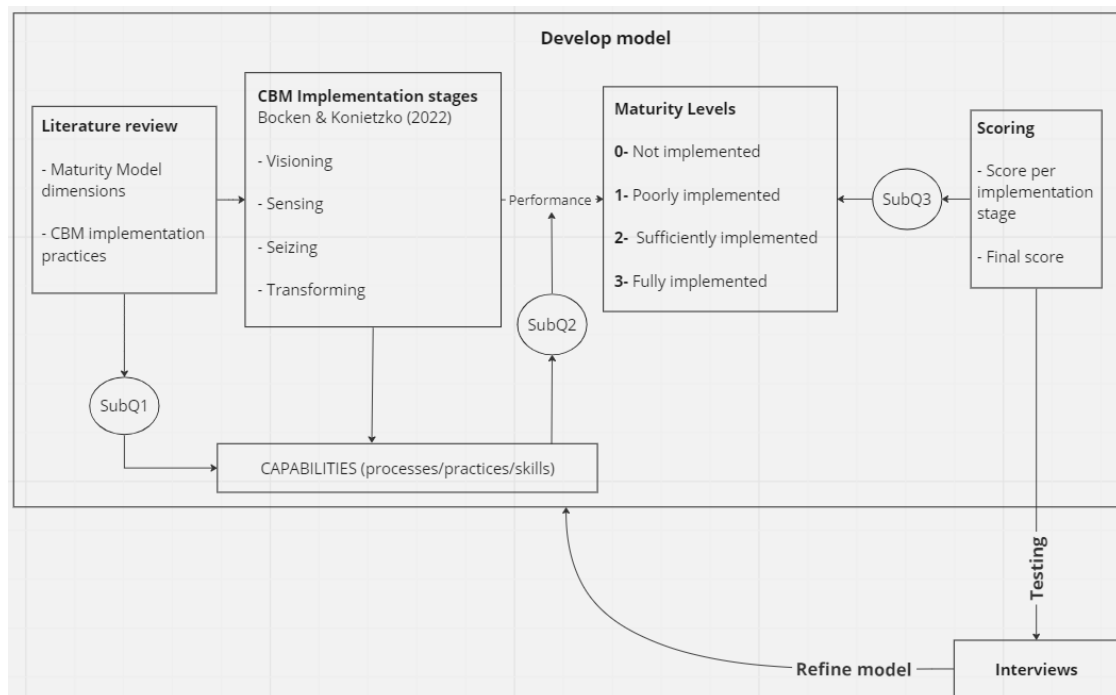 Develop model
Literature review
- Maturity Model
dimensions
- CBM implementation
practices
CBM Implementation stages
Bocken & Konietzko (2022)
- Visioning
- Sensing
- Seizing
- Transforming
Performance
Maturity Levels
0- Not implemented
1- Poorly implemented
2- Sufficiently implemented
3- Fully implemented
SubQ3
Scoring
- Score per
implementation
stage
- Final score
SubQ2
SubQ1
CAPABILITIES (processes/practices/skills)
Testing
Refine model
Interviews